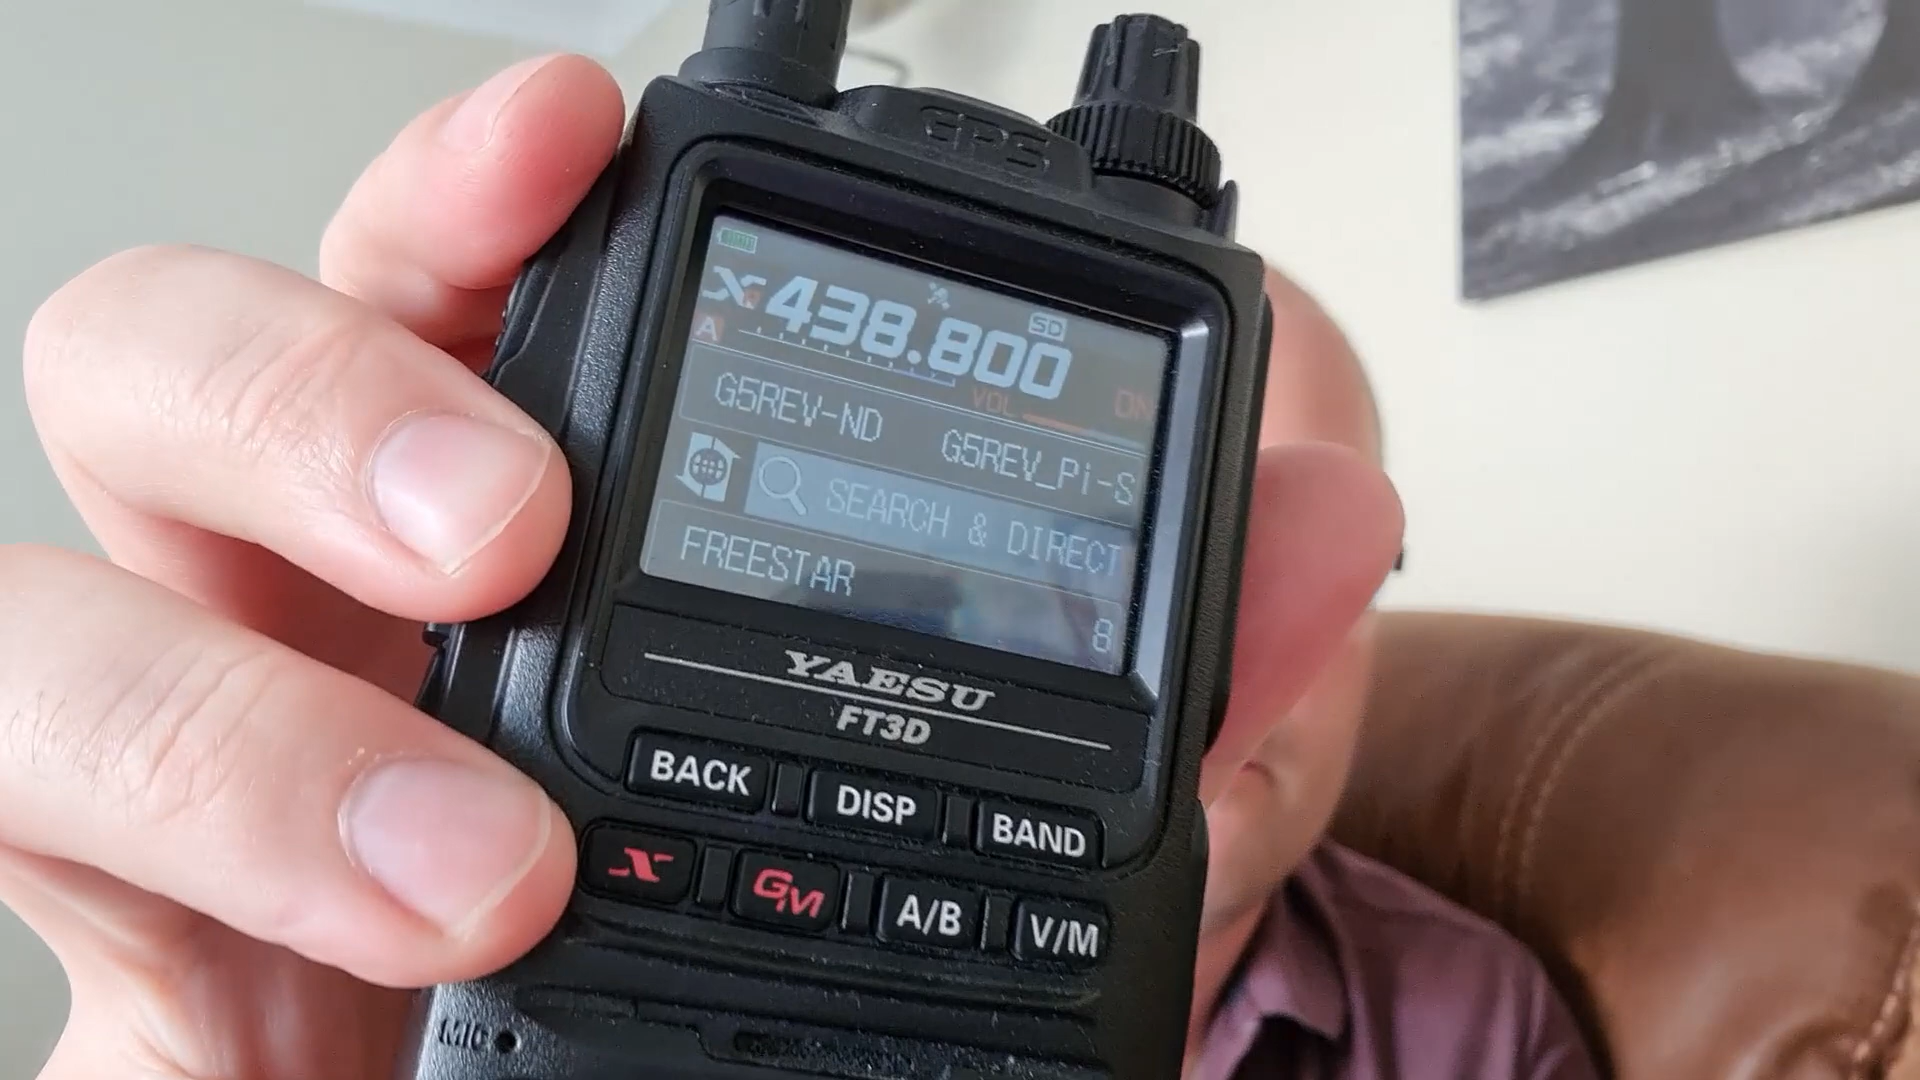 GPS
SD
438.800
A
VOL
G5REV-ND
G5REV_Pi-S
SEARCH & DIRECT
FREESTAR
8
YAESU
FT3D
BACK
DISP
BAND
X
GM
A/B
V/M
MIC